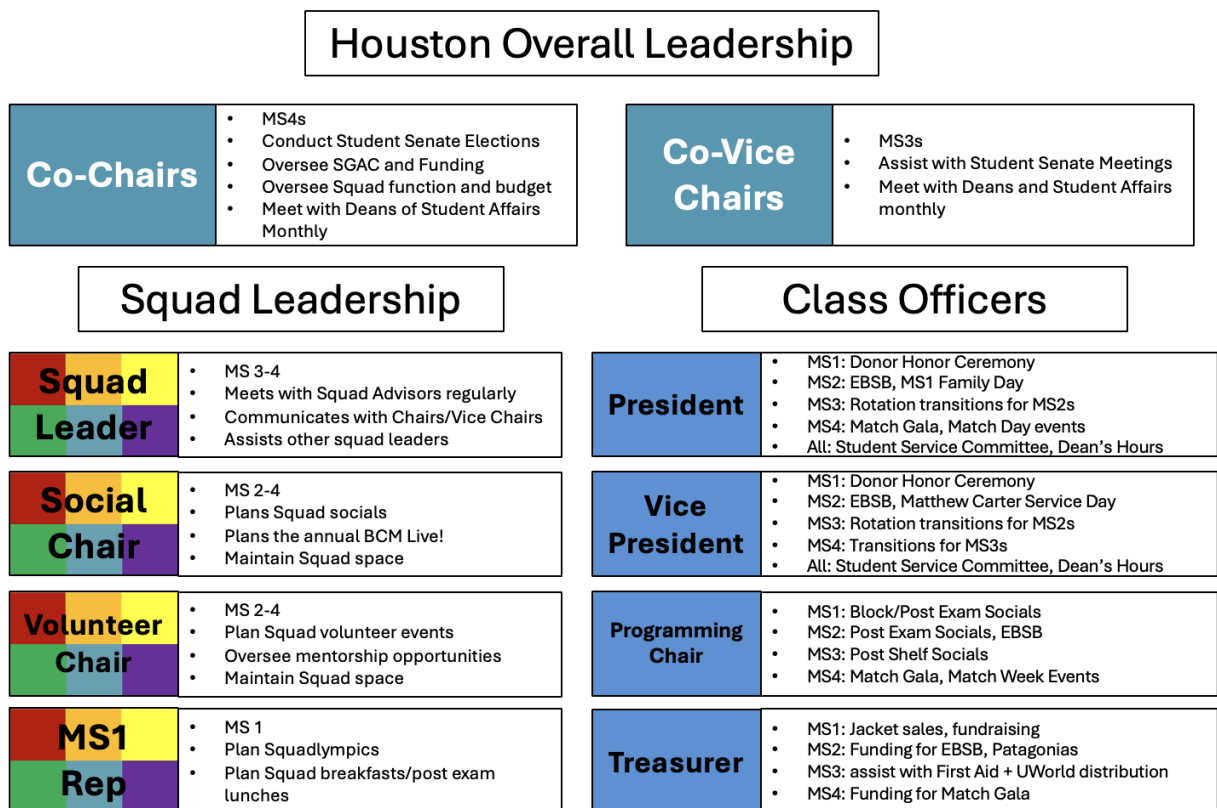 Houston Overall Leadership
Co-Chairs
• MS4s
• Conduct Student Senate Elections
• Oversee SGAC and Funding
• Oversee Squad function and budget
• Meet with Deans of Student Affairs
Monthly
Co-Vice
Chairs
• MS3s
• Assist with Student Senate Meetings
• Meet with Deans and Student Affairs
monthly
Squad Leadership
Squad
Leader
• MS 3-4
• Meets with Squad Advisors regularly
• Communicates with Chairs/Vice Chairs
• Assists other squad leaders
Social
Chair
• MS 2-4
• Plans Squad socials
• Plans the annual BCM Live!
• Maintain Squad space
Volunteer
Chair
• MS 2-4
• Plan Squad volunteer events
• Oversee mentorship opportunities
• Maintain Squad space
MS1
Rep
• MS 1
• Plan Squadlympics
• Plan Squad breakfasts/post exam
lunches
Class Officers
President
• MS1: Donor Honor Ceremony
• MS2: EBSB, MS1 Family Day
• MS3: Rotation transitions for MS2s
• MS4: Match Gala, Match Day events
• All: Student Service Committee, Dean’s Hours
Vice
President
• MS1: Donor Honor Ceremony
• MS2: EBSB, Matthew Carter Service Day
• MS3: Rotation transitions for MS2s
• MS4: Transitions for MS3s
• All: Student Service Committee, Dean’s Hours
Programming
Chair
• MS1: Block/Post Exam Socials
• MS2: Post Exam Socials, EBSB
• MS3: Post Shelf Socials
• MS4: Match Gala, Match Week Events
Treasurer
• MS1: Jacket sales, fundraising
• MS2: Funding for EBSB, Patagonias
• MS3: assist with First Aid + UWorld distribution
• MS4: Funding for Match Gala